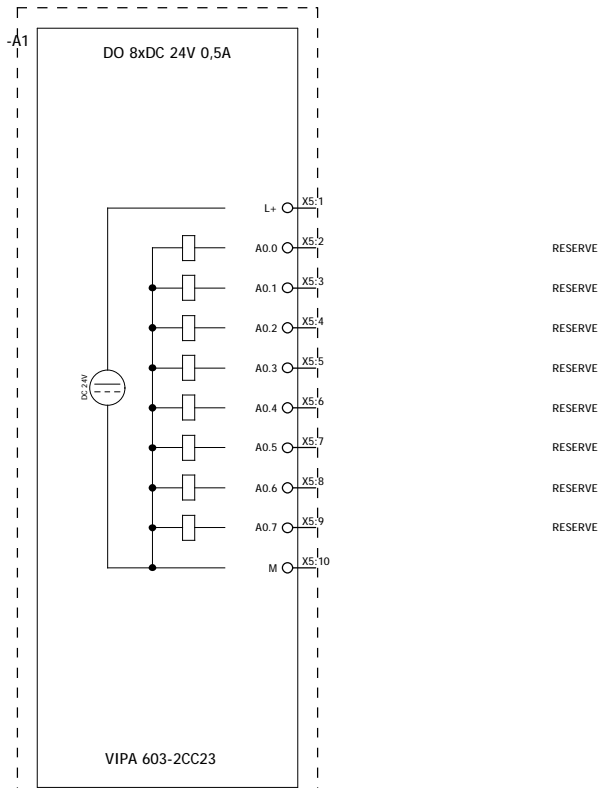 -A1
DO 8xDC 24V 0,5A
L+ X5:1
A0.0 X5:2 RESERVE
A0.1 X5:3 RESERVE
A0.2 X5:4 RESERVE
A0.3 X5:5 RESERVE
DC 24V
A0.4 X5:6 RESERVE
A0.5 X5:7 RESERVE
A0.6 X5:8 RESERVE
A0.7 X5:9 RESERVE
M X5:10
VIPA 603-2CC23